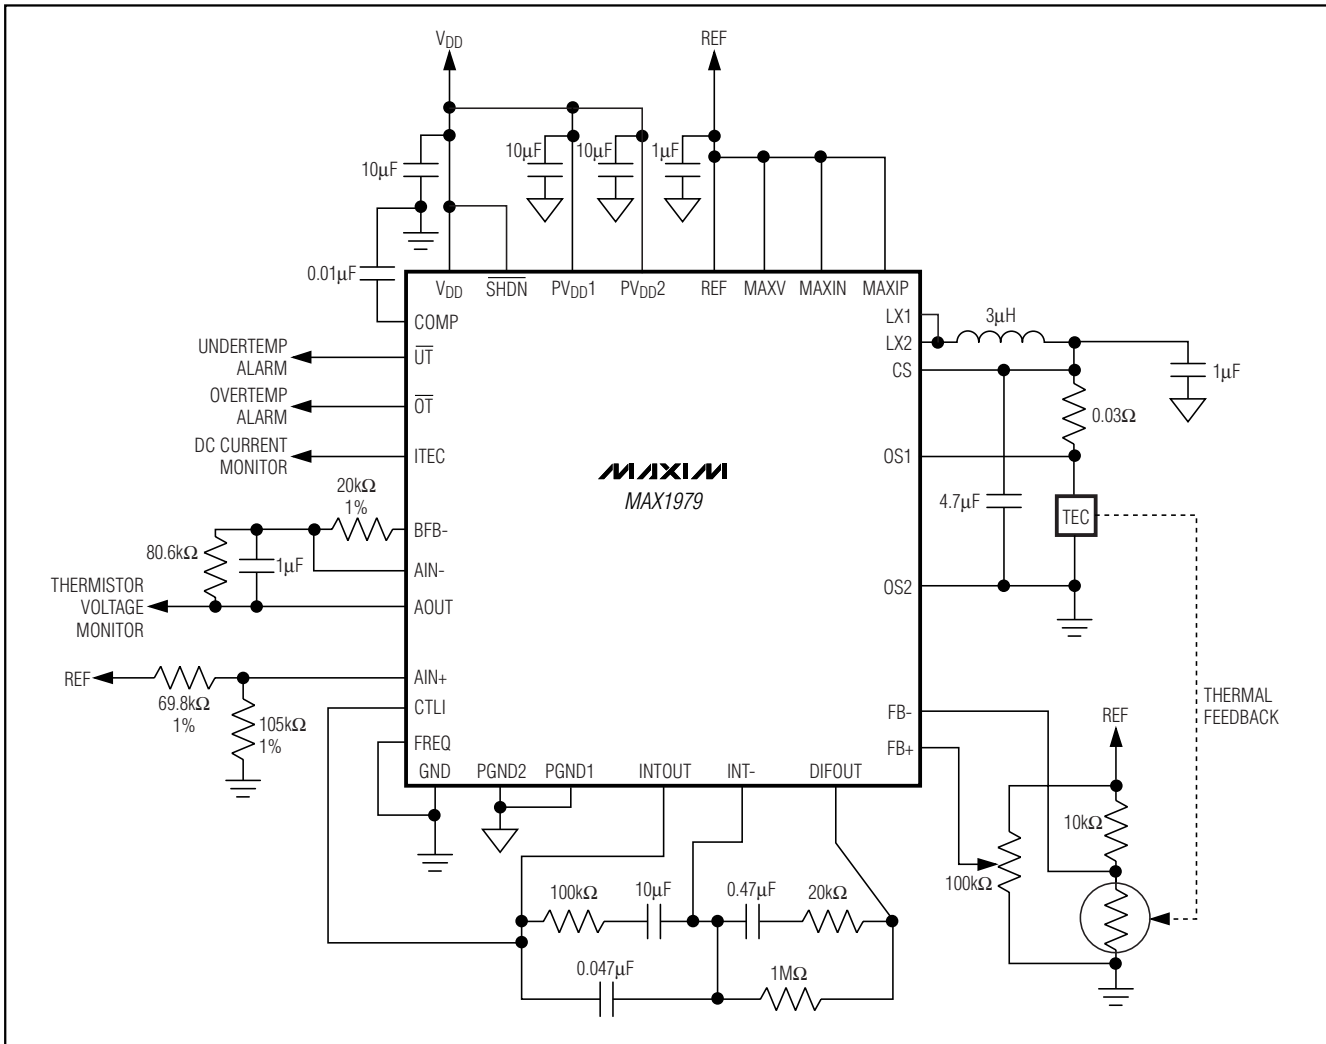 VDD
REF
10µF
10µF
10µF
1µF
0.01µF
VDD
SHDN
PVDD1
PVDD2
REF
MAXV
MAXIN
MAXIP
COMP
LX1
LX2
3µH
UNDERTEMP
ALARM
UT
CS
1µF
OVERTEMP
ALARM
OT
0.03Ω
DC CURRENT
MONITOR
ITEC
OS1
MAXIM
MAX1979
20kΩ
1%
BFB-
4.7µF
TEC
80.6kΩ
1µF
AIN-
THERMISTOR
VOLTAGE
MONITOR
AOUT
OS2
REF
AIN+
69.8kΩ
1%
CTLI
105kΩ
1%
FREQ
FB-
FB+
REF
THERMAL
FEEDBACK
GND
PGND2
PGND1
INTOUT
INT-
DIFOUT
10kΩ
100kΩ
100kΩ
10µF
0.47µF
20kΩ
0.047µF
1MΩ